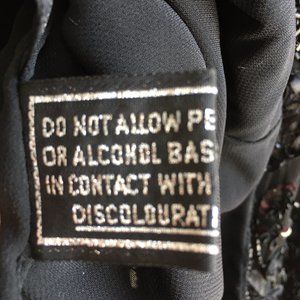 DO NOT ALLOW PE
OR ALCOHOL BAS
IN CONTACT WITH
DISCOLOURAT